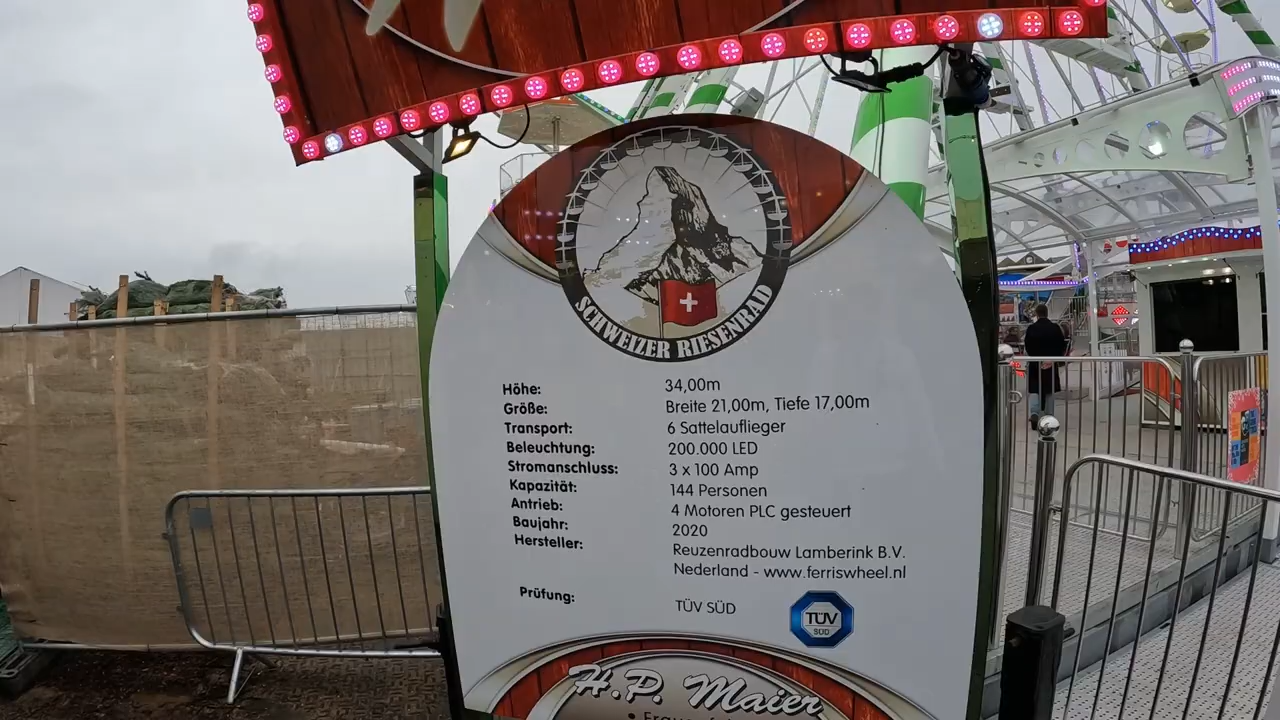 SCHWEIZER RIESENRAD
Höhe: 34,00m
Größe: Breite 21,00m, Tiefe 17,00m
Transport: 6 Sattelauflieger
Beleuchtung: 200.000 LED
Stromanschluss: 3 x 100 Amp
Kapazität: 144 Personen
Antrieb: 4 Motoren PLC gesteuert
Baujahr: 2020
Hersteller: Reuzenradbouw Lamberink B.V.
Nederland - www.ferriswheel.nl
Prüfung: TÜV SÜD
TÜV
SÜD
H.P. Maier